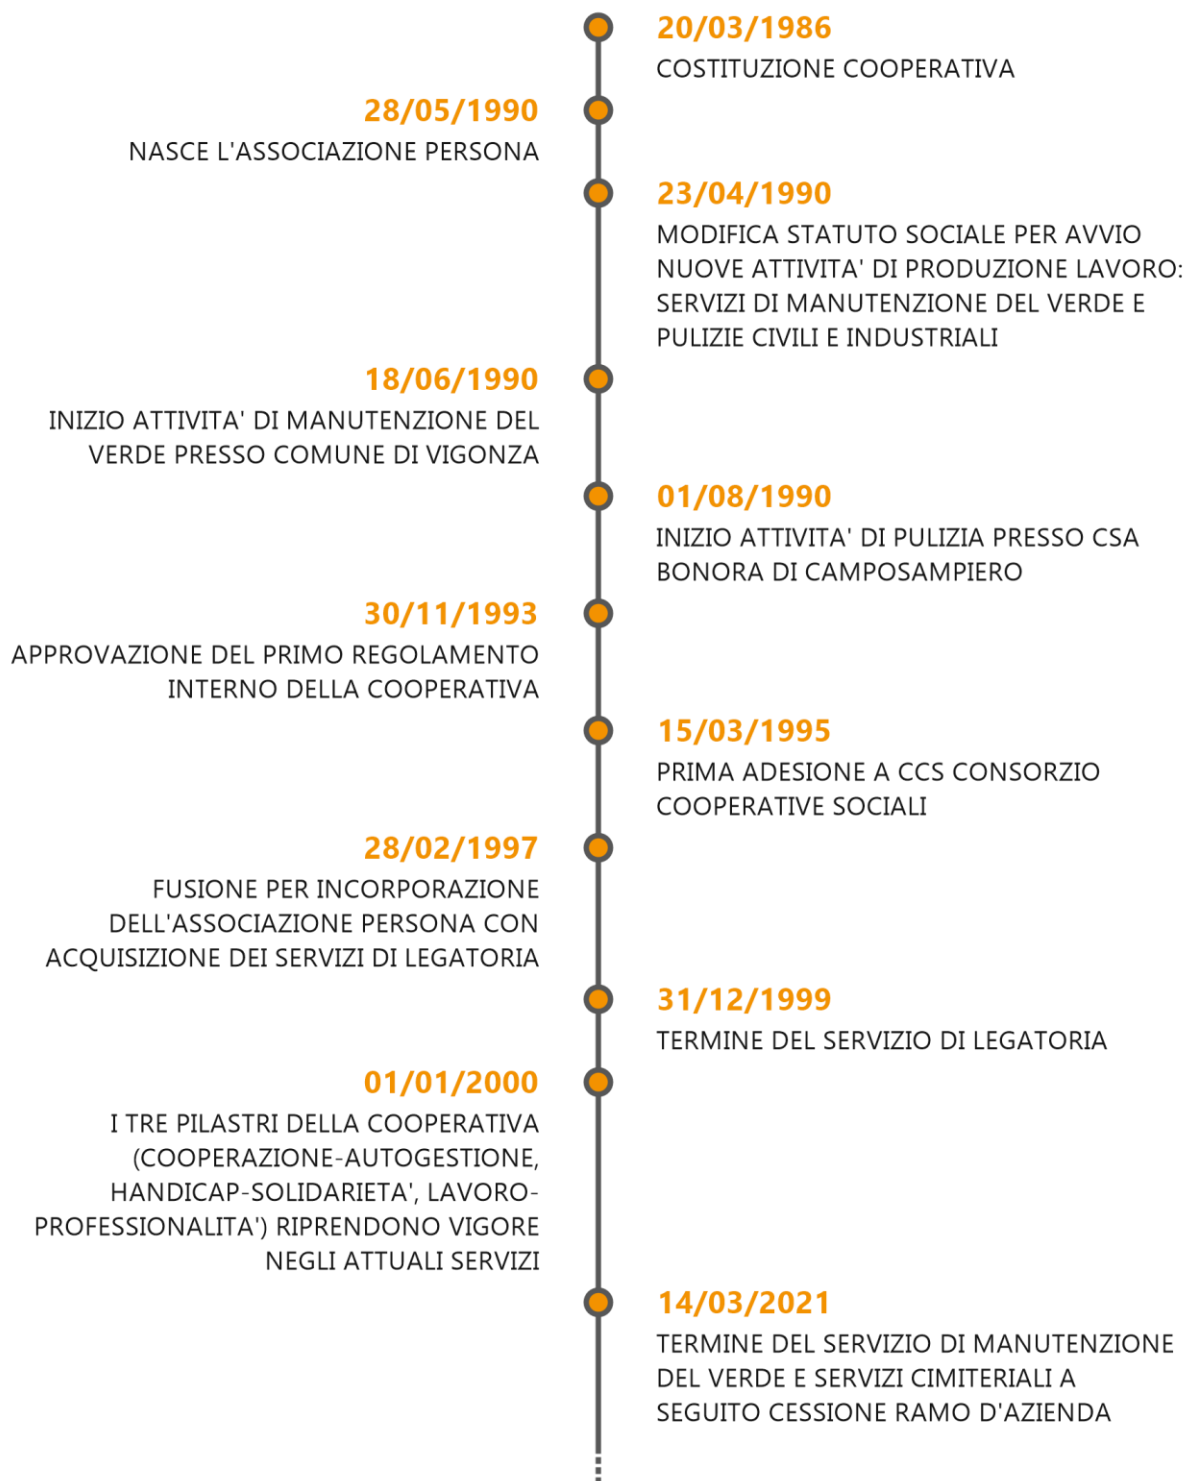 20/03/1986
COSTITUZIONE COOPERATIVA
28/05/1990
NASCE L'ASSOCIAZIONE PERSONA
23/04/1990
MODIFICA STATUTO SOCIALE PER AVVIO
NUOVE ATTIVITA' DI PRODUZIONE LAVORO:
SERVIZI DI MANUTENZIONE DEL VERDE E
PULIZIE CIVILI E INDUSTRIALI
18/06/1990
INIZIO ATTIVITA' DI MANUTENZIONE DEL
VERDE PRESSO COMUNE DI VIGONZA
01/08/1990
INIZIO ATTIVITA' DI PULIZIA PRESSO CSA
BONORA DI CAMPOSAMPIERO
30/11/1993
APPROVAZIONE DEL PRIMO REGOLAMENTO
INTERNO DELLA COOPERATIVA
15/03/1995
PRIMA ADESIONE A CCS CONSORZIO
COOPERATIVE SOCIALI
28/02/1997
FUSIONE PER INCORPORAZIONE
DELL'ASSOCIAZIONE PERSONA CON
ACQUISIZIONE DEI SERVIZI DI LEGATORIA
31/12/1999
TERMINE DEL SERVIZIO DI LEGATORIA
01/01/2000
I TRE PILASTRI DELLA COOPERATIVA
(COOPERAZIONE-AUTOGESTIONE,
HANDICAP-SOLIDARIETA', LAVORO-
PROFESSIONALITA') RIPRENDONO VIGORE
NEGLI ATTUALI SERVIZI
14/03/2021
TERMINE DEL SERVIZIO DI MANUTENZIONE
DEL VERDE E SERVIZI CIMITERIALI A
SEGUITO CESSIONE RAMO D'AZIENDA